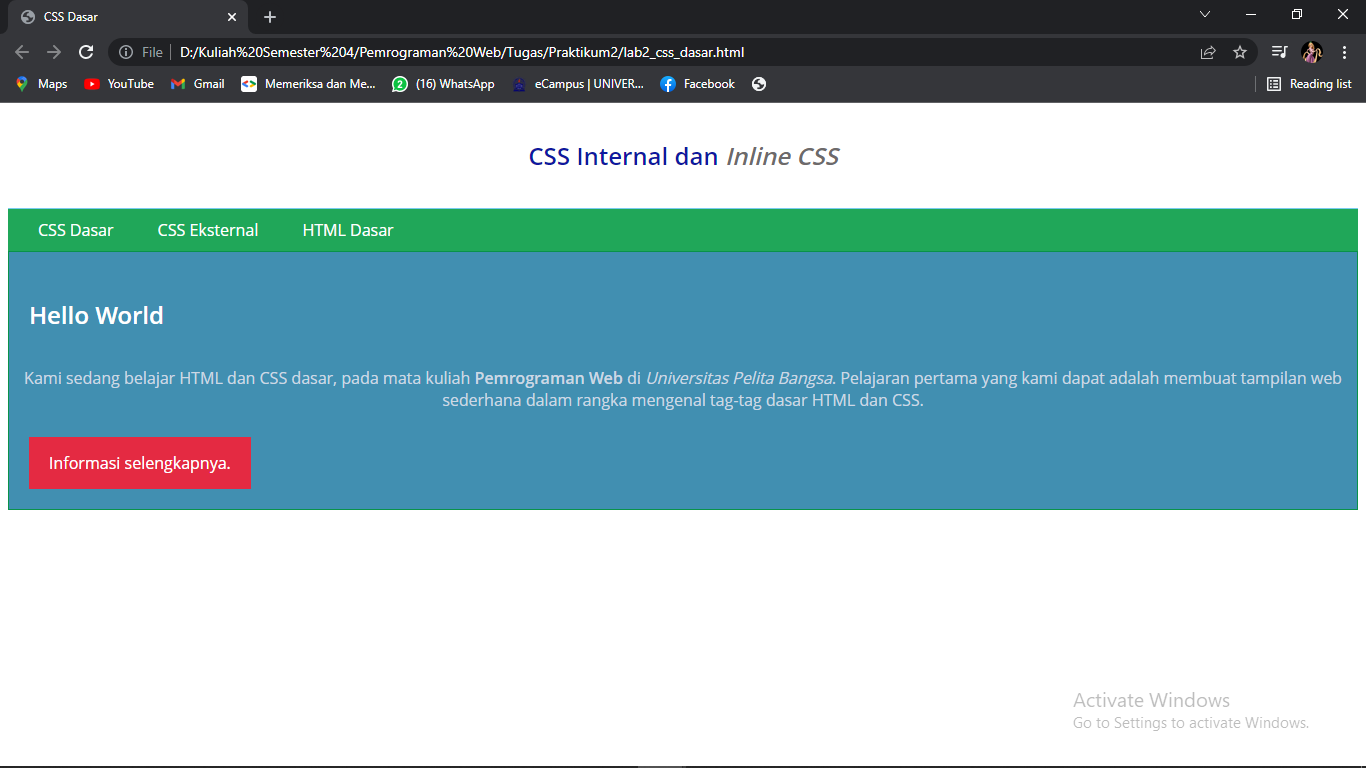 CSS Dasar
File D:/Kuliah%20Semester%204/Pemrograman%20Web/Tugas/Praktikum2/lab2_css_dasar.html
Maps YouTube Gmail Memeriksa dan Me... (16) WhatsApp eCampus | UNIVER... Facebook Reading list
CSS Internal dan Inline CSS
CSS Dasar CSS Eksternal HTML Dasar
Hello World
Kami sedang belajar HTML dan CSS dasar, pada mata kuliah Pemrograman Web di Universitas Pelita Bangsa. Pelajaran pertama yang kami dapat adalah membuat tampilan web
sederhana dalam rangka mengenal tag-tag dasar HTML dan CSS.
Informasi selengkapnya.
Activate Windows
Go to Settings to activate Windows.